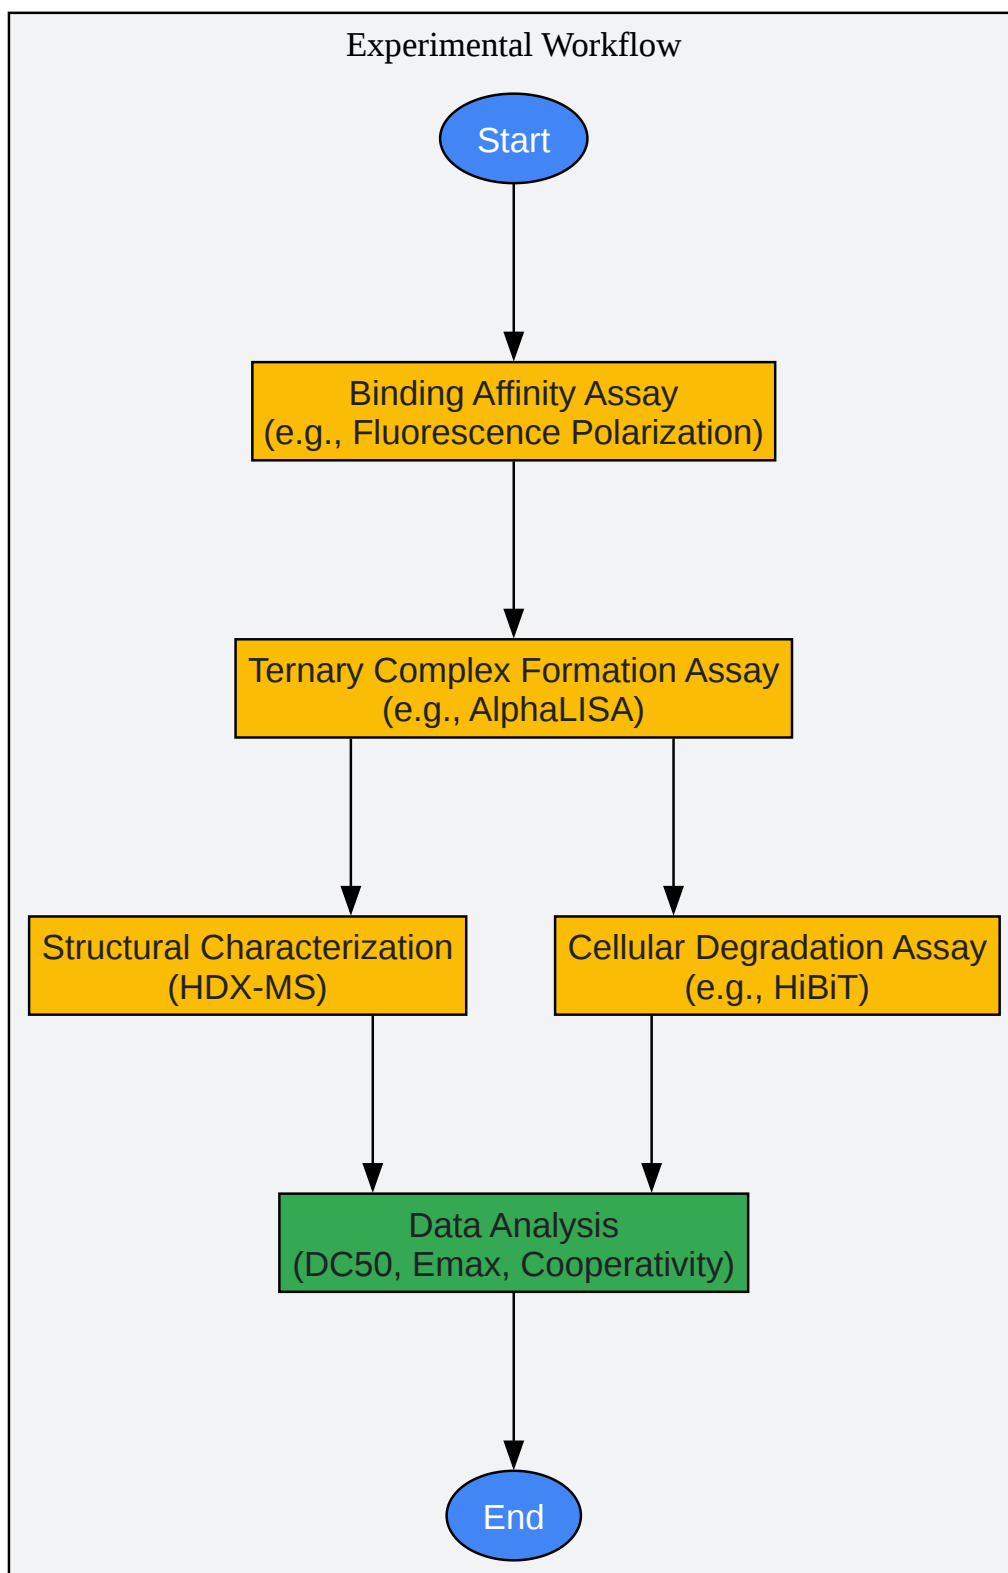 Experimental Workflow
Start
Binding Affinity Assay
(e.g., Fluorescence Polarization)
Ternary Complex Formation Assay
(e.g., AlphaLISA)
Structural Characterization
(HDX-MS)
Cellular Degradation Assay
(e.g., HiBiT)
Data Analysis
(DC50, Emax, Cooperativity)
End